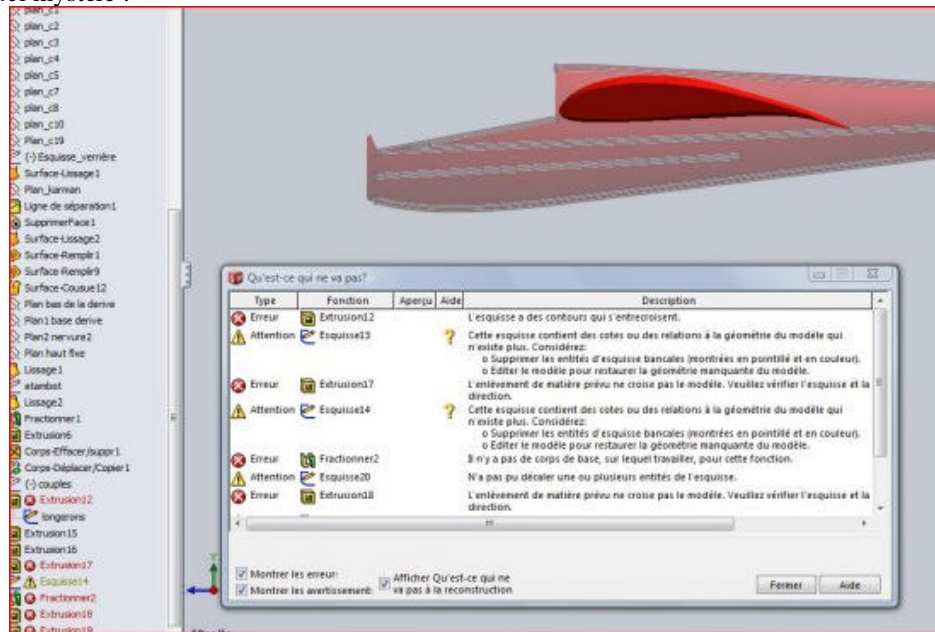 plan_c1
plan_c2
plan_c3
plan_c4
plan_c5
plan_c7
plan_c8
plan_c10
Plan_c19
(-) Esquisse_verrière
Surface-Lissage1
Plan_karman
Ligne de séparation1
SupprimerFace1
Surface-Lissage2
Surface-Remplir1
Surface-Remplir9
Surface-Cousue12
Plan bas de la derive
Plan1 base derive
Plan2 nervure2
Plan haut fixe
Lissage1
etambot
Lissage2
Fractionner1
Extrusion6
Corps-Effacer/suppr1
Corps-Déplacer/Copier1
(-) couples
Extrusion12
longerons
Extrusion15
Extrusion16
Extrusion17
Esquisse14
Fractionner2
Extrusion18
Extrusion19
Qu'est-ce qui ne va pas?
Type Fonction Aperçu Aide Description
Erreur Extrusion12 L'esquisse a des contours qui s'entrecroisent.
Attention Esquisse13 ? Cette esquisse contient des cotes ou des relations à la géométrie du modèle qui
n'existe plus. Considérez:
o Supprimer les entités d'esquisse bancales (montrées en pointillé et en couleur).
o Editer le modèle pour restaurer la géométrie manquante du modèle.
Erreur Extrusion17 L'enlèvement de matière prévu ne croise pas le modèle. Veuillez vérifier l'esquisse et la
direction.
Attention Esquisse14 ? Cette esquisse contient des cotes ou des relations à la géométrie du modèle qui
n'existe plus. Considérez:
o Supprimer les entités d'esquisse bancales (montrées en pointillé et en couleur).
o Editer le modèle pour restaurer la géométrie manquante du modèle.
Erreur Fractionner2 Il n'y a pas de corps de base, sur lequel travailler, pour cette fonction.
Attention Esquisse20 N'a pas pu décaler une ou plusieurs entités de l'esquisse.
Erreur Extrusion18 L'enlèvement de matière prévu ne croise pas le modèle. Veuillez vérifier l'esquisse et la
direction.
Montrer les erreur:
Montrer les avertissement:
Afficher Qu'est-ce qui ne
va pas à la reconstruction
Fermer Aide